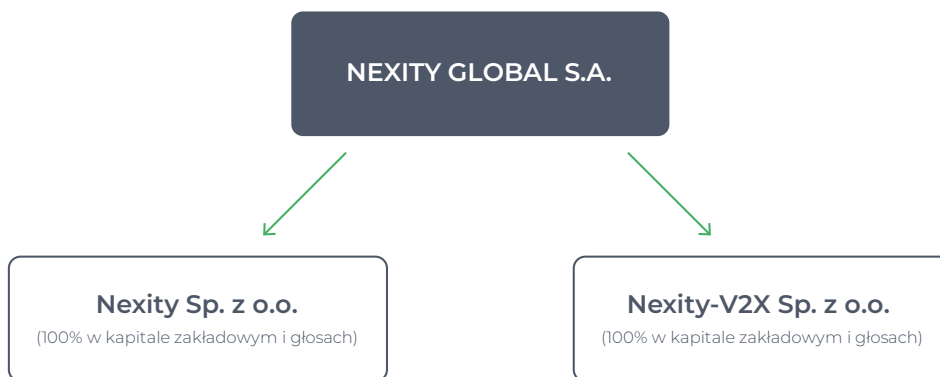 NEXITY GLOBAL S.A.
Nexity Sp. z o.o.
(100% w kapitale zakładowym i głosach)
Nexity-V2X Sp. z o.o.
(100% w kapitale zakładowym i głosach)